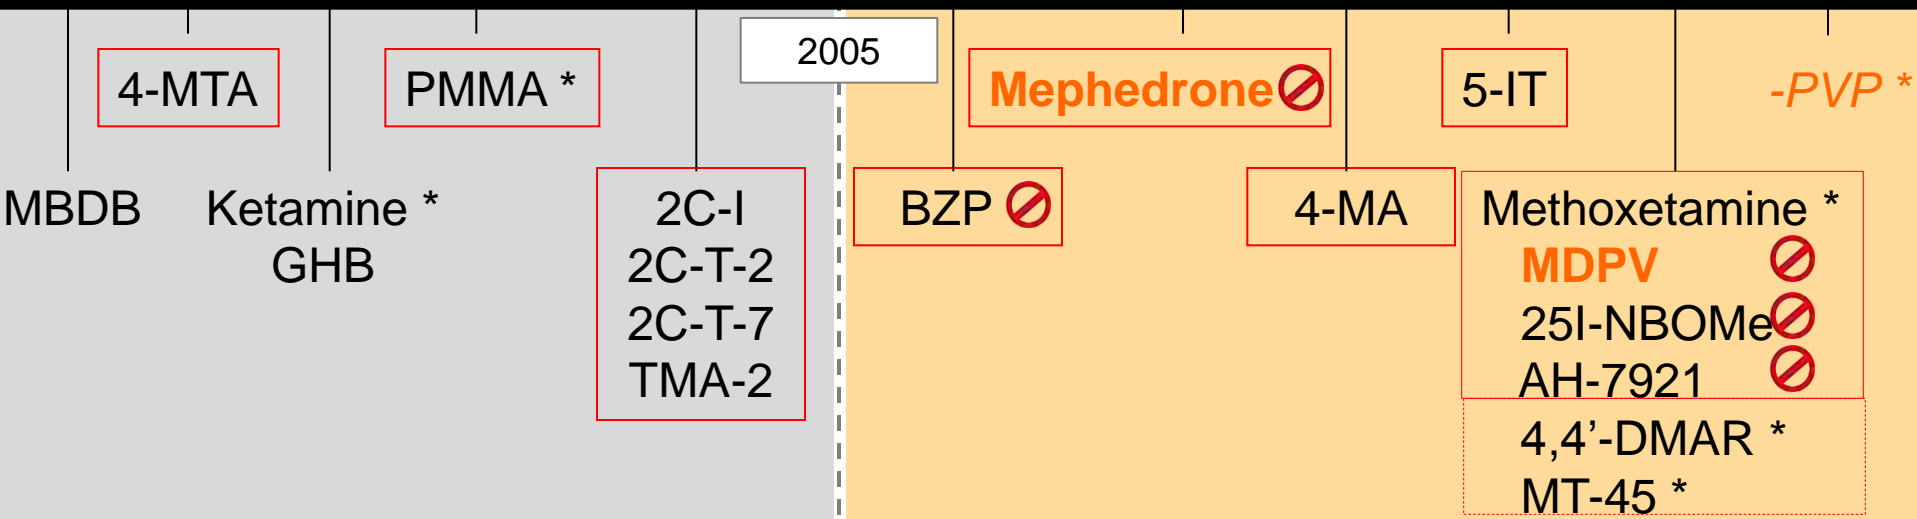 2005
4-MTA
PMMA *
Mephedrone
5-IT
-PVP *
MBDB
Ketamine *
GHB
2C-I
2C-T-2
2C-T-7
TMA-2
BZP
4-MA
Methoxetamine *
MDPV
25I-NBOMe
AH-7921
4,4’-DMAR *
MT-45 *